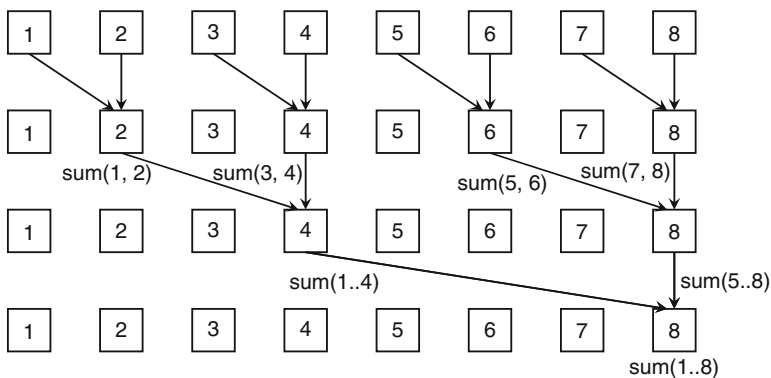 1 2 3 4 5 6 7 8
1 2 3 4 5 6 7 8
sum(1, 2) sum(3, 4) sum(5, 6) sum(7, 8)
1 2 3 4 5 6 7 8
sum(1..4) sum(5..8)
1 2 3 4 5 6 7 8
sum(1..8)